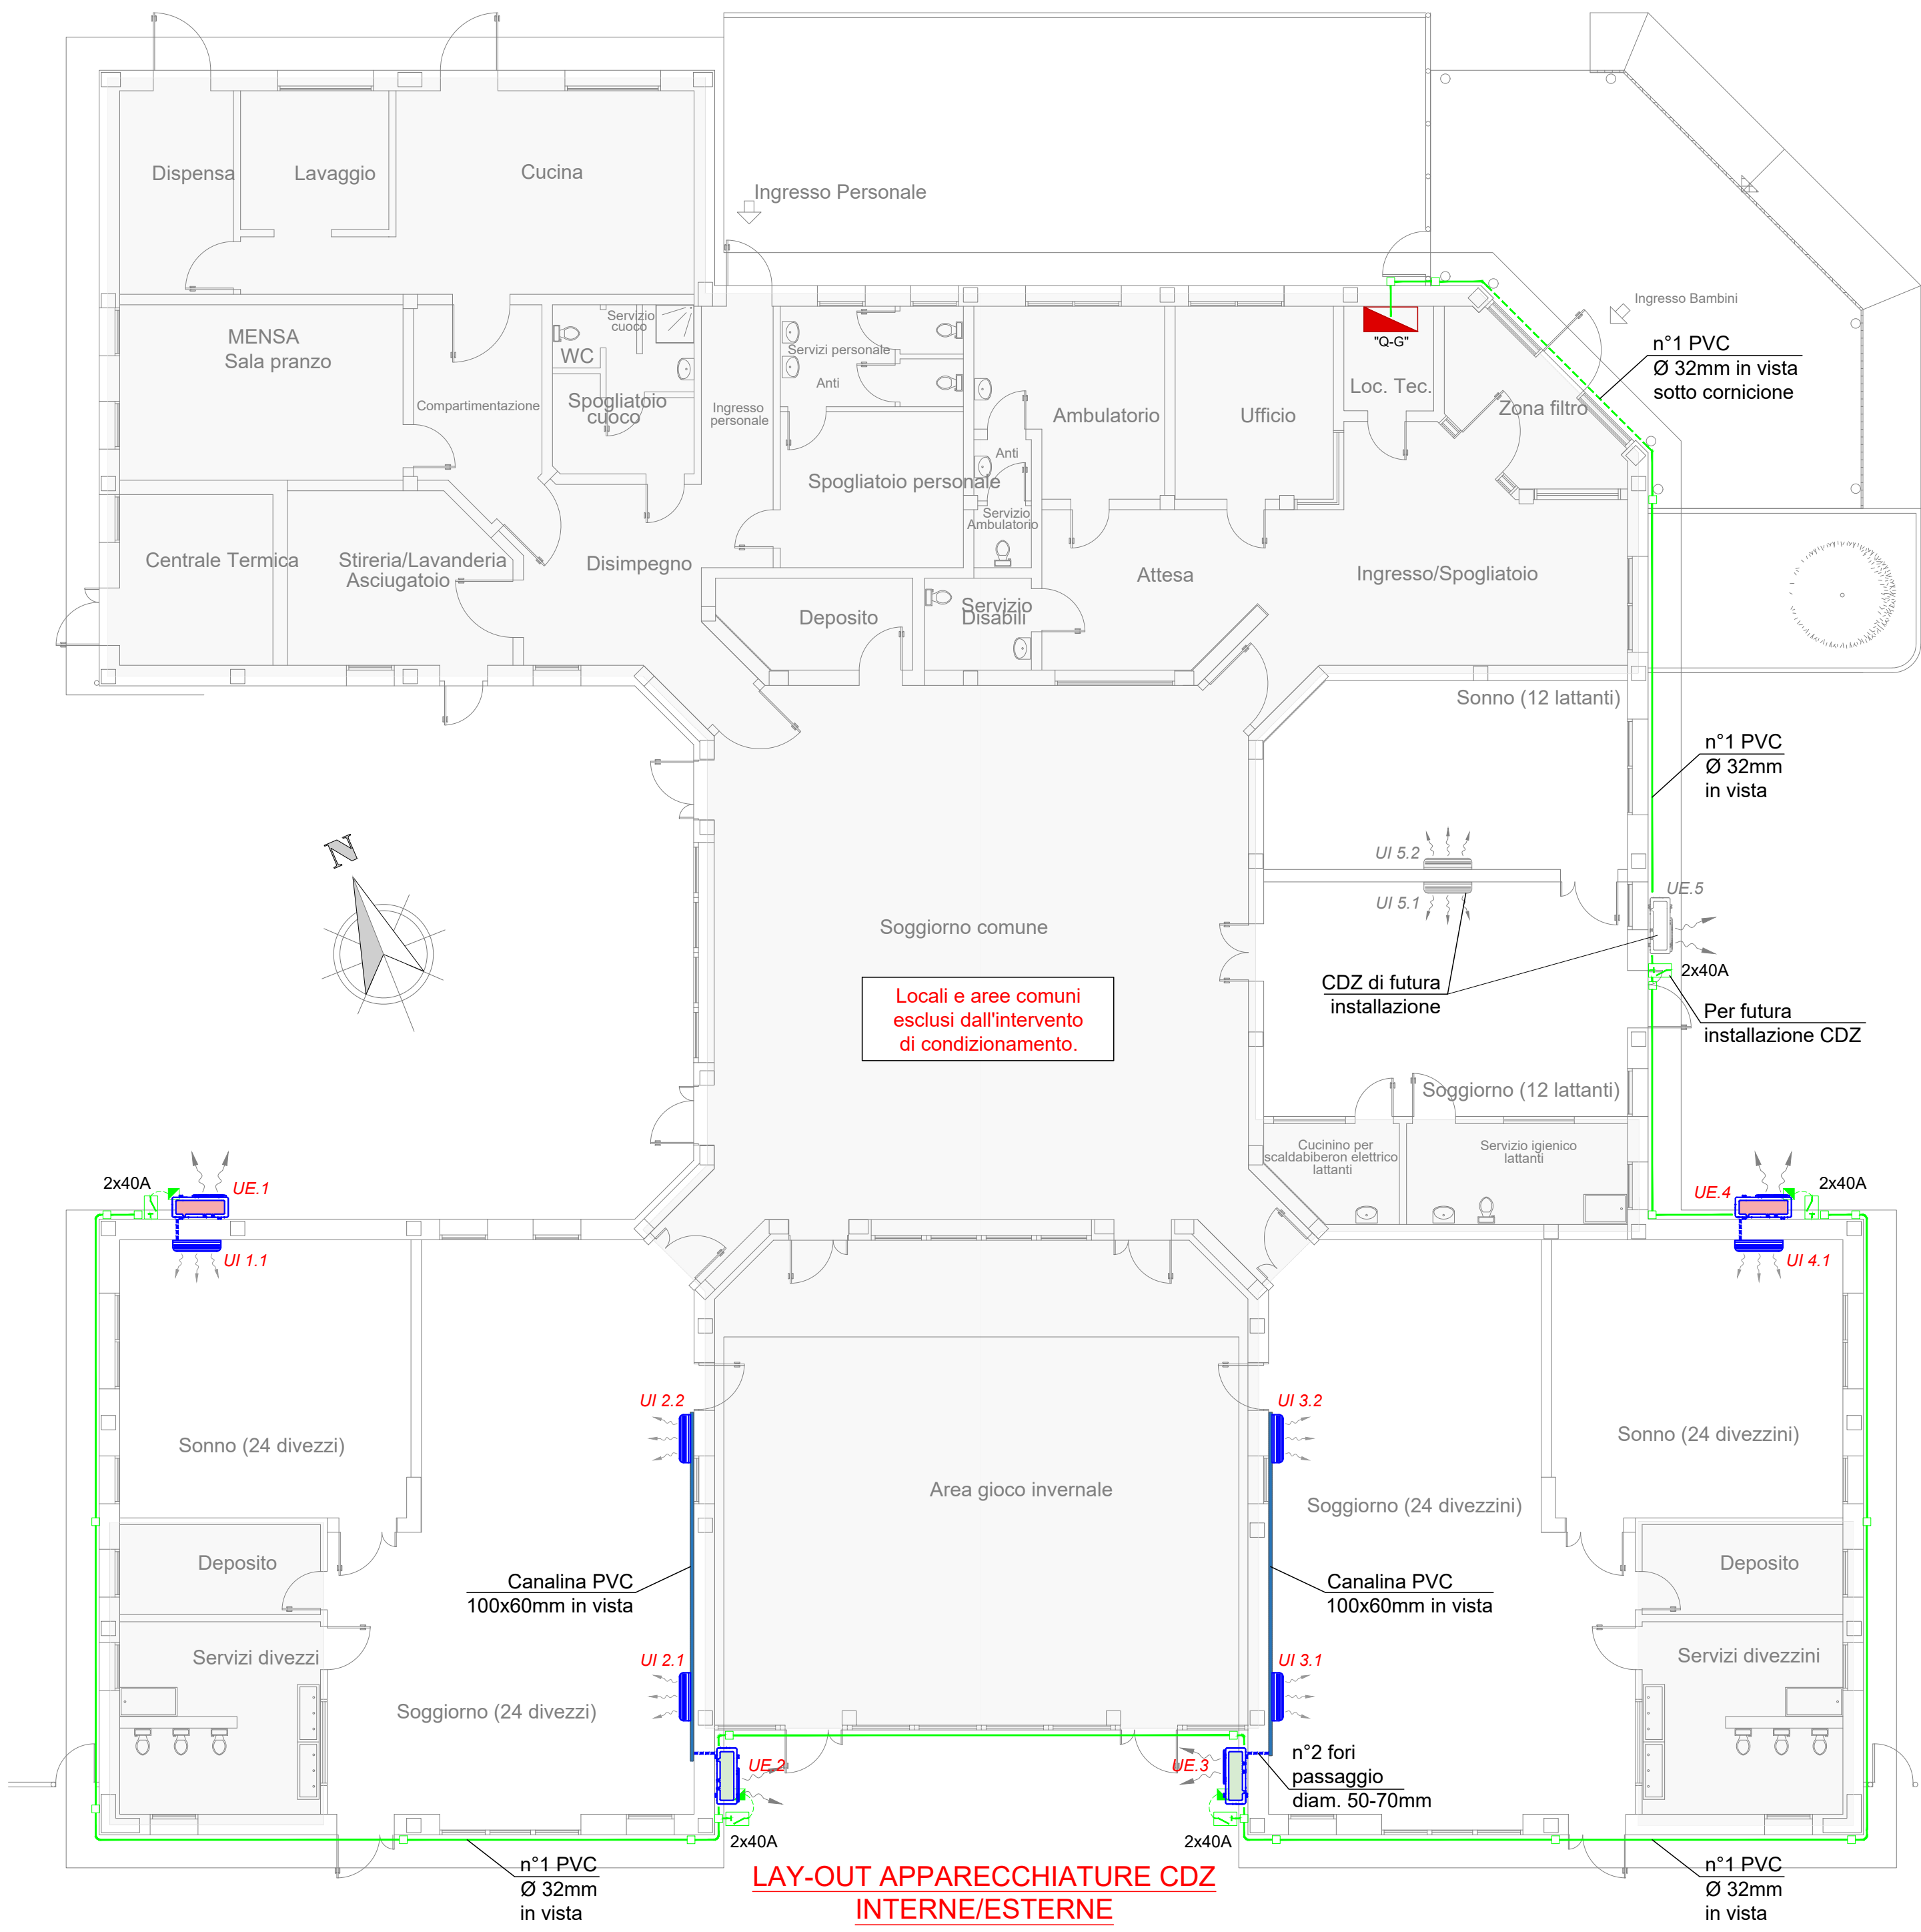 Dispensa
Lavaggio
Cucina
Ingresso Personale
Ingresso Bambini
MENSA
Sala pranzo
Servizio
cuoco
WC
Servizi personale
Anti
"Q-G"
n°1 PVC
Ø 32mm in vista
sotto cornicione
Compartimentazione
Spogliatoio
cuoco
Ingresso
personale
Ambulatorio
Ufficio
Loc. Tec.
Zona filtro
Anti
Spogliatoio personale
Servizio
Ambulatorio
Centrale Termica
Stireria/Lavanderia
Asciugatoio
Disimpegno
Attesa
Ingresso/Spogliatoio
Deposito
Servizio
Disabili
Sonno (12 lattanti)
n°1 PVC
Ø 32mm
in vista
N
UI 5.2
UI 5.1
UE.5
Soggiorno comune
2x40A
CDZ di futura
installazione
Per futura
installazione CDZ
Locali e aree comuni
esclusi dall'intervento
di condizionamento.
Soggiorno (12 lattanti)
Cucinino per
scaldabiberon elettrico
lattanti
Servizio igienico
lattanti
2x40A
UE.1
UE.4
2x40A
UI 1.1
UI 4.1
UI 2.2
UI 3.2
Sonno (24 divezzi)
Sonno (24 divezzini)
Area gioco invernale
Soggiorno (24 divezzini)
Deposito
Deposito
Canalina PVC
100x60mm in vista
Canalina PVC
100x60mm in vista
Servizi divezzi
UI 2.1
UI 3.1
Servizi divezzini
Soggiorno (24 divezzi)
UE.2
UE.3
n°2 fori
passaggio
diam. 50-70mm
2x40A
2x40A
n°1 PVC
Ø 32mm
in vista
LAY-OUT APPARECCHIATURE CDZ
INTERNE/ESTERNE
n°1 PVC
Ø 32mm
in vista